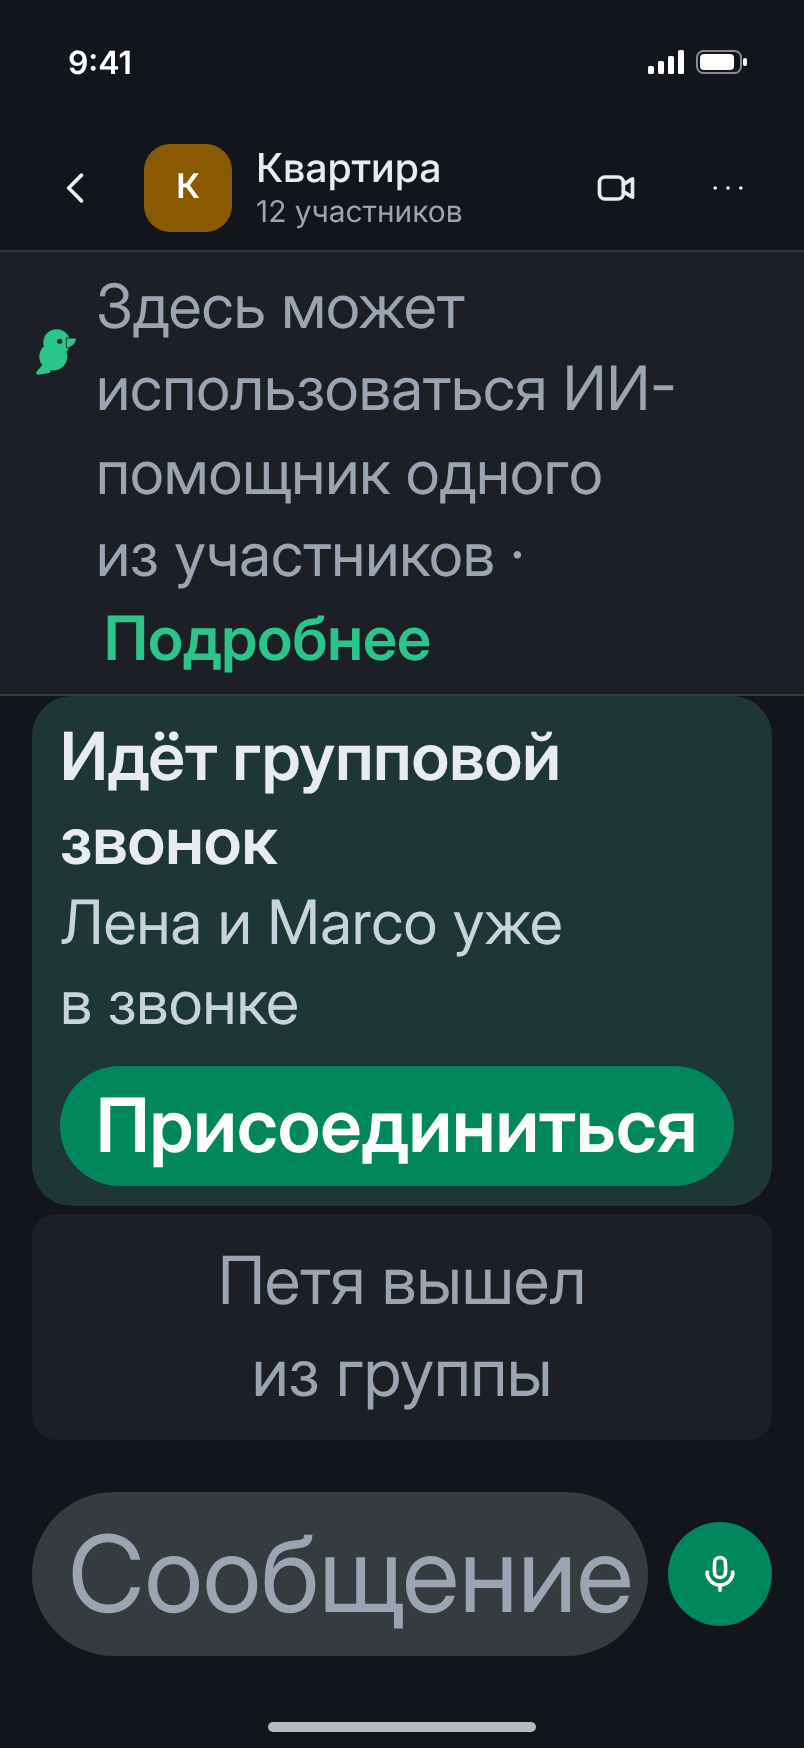 9:41
К
Квартира
12 участников
Здесь может
использоваться ИИ-
помощник одного
из участников ·
Подробнее
Идёт групповой
звонок
Лена и Marco уже
в звонке
Присоединиться
Петя вышел
из группы
Сообщение